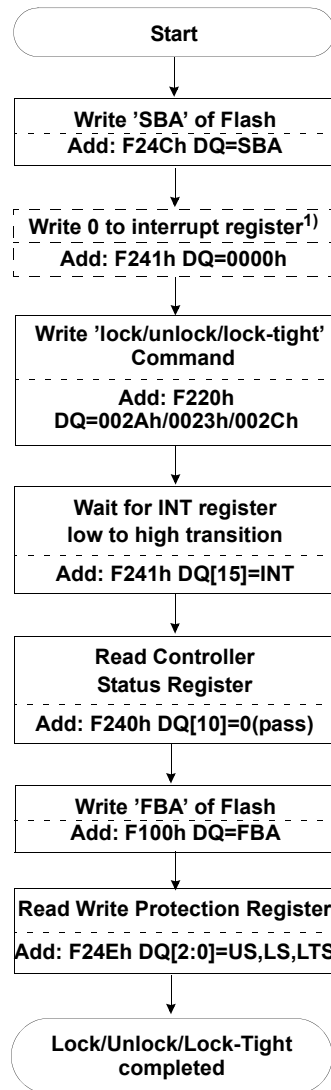 Start
Write ’SBA’ of Flash
Add: F24Ch DQ=SBA
Write 0 to interrupt register1)
Add: F241h DQ=0000h
Write ’lock/unlock/lock-tight’
Command
Add: F220h
DQ=002Ah/0023h/002Ch
Wait for INT register
low to high transition
Add: F241h DQ[15]=INT
Read Controller
Status Register
Add: F240h DQ[10]=0(pass)
Write ’FBA’ of Flash
Add: F100h DQ=FBA
Read Write Protection Register
Add: F24Eh DQ[2:0]=US,LS,LTS
Lock/Unlock/Lock-Tight
completed